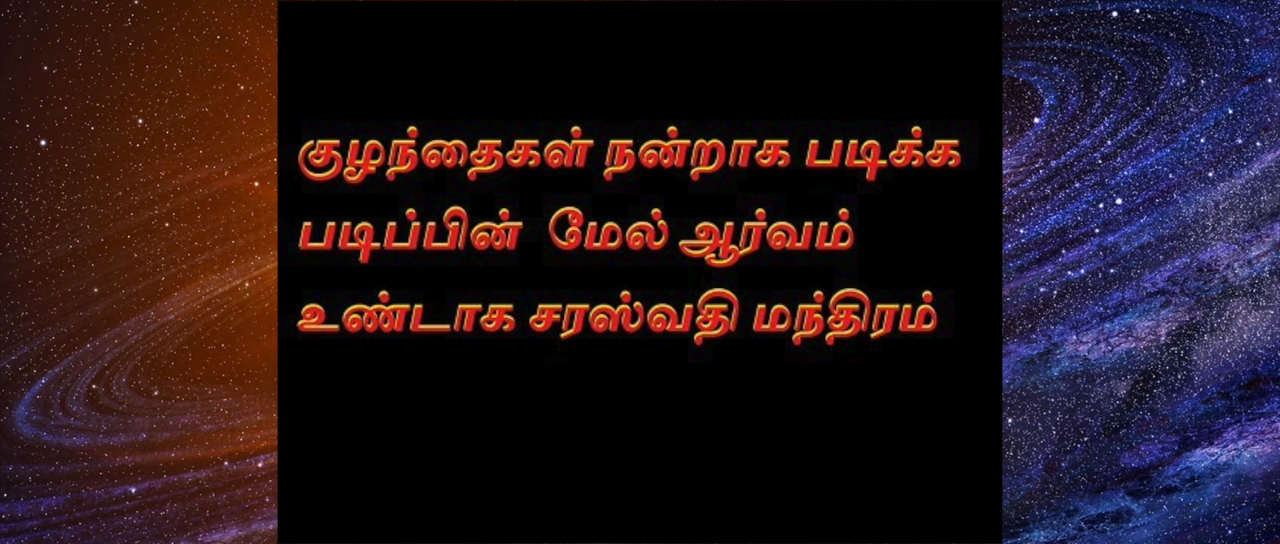 குழந்தைகள் நன்றாக படிக்க
படிப்பின் மேல் ஆர்வம்
உண்டாக சரஸ்வதி மந்திரம்